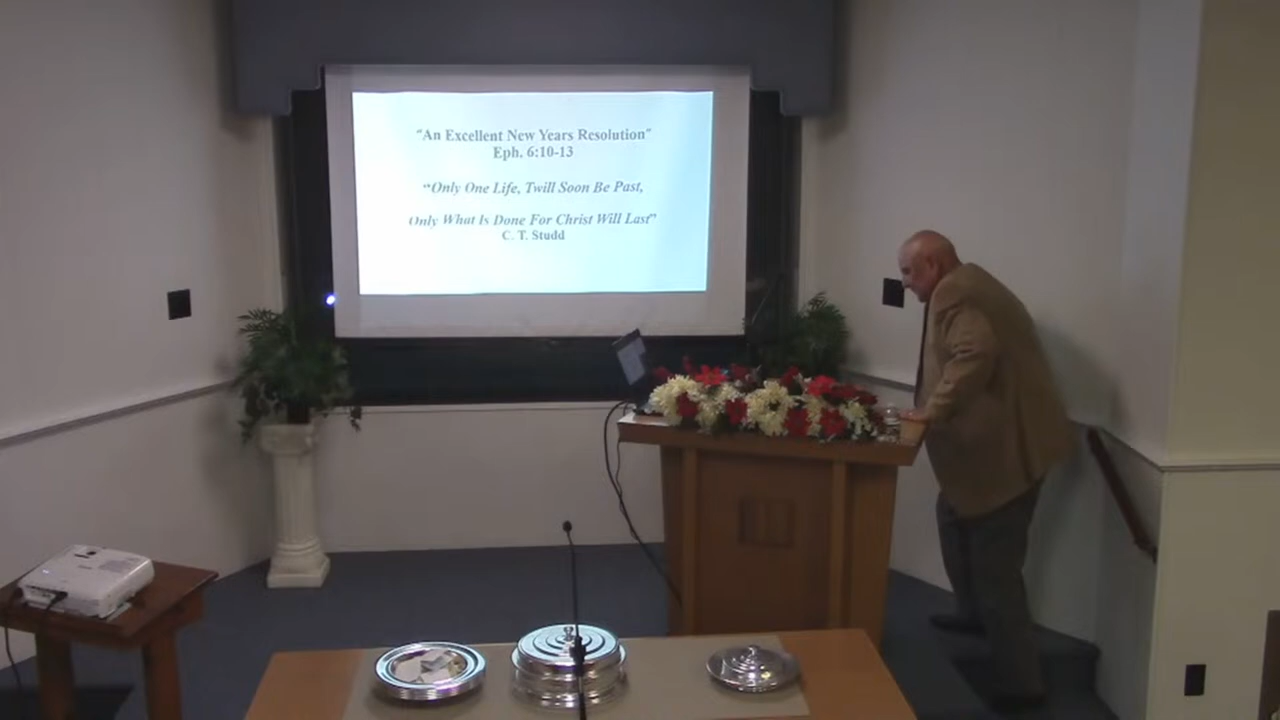 "An Excellent New Years Resolution"
Eph. 6:10-13
"Only One Life, Twill Soon Be Past,
Only What Is Done For Christ Will Last"
C. T. Studd